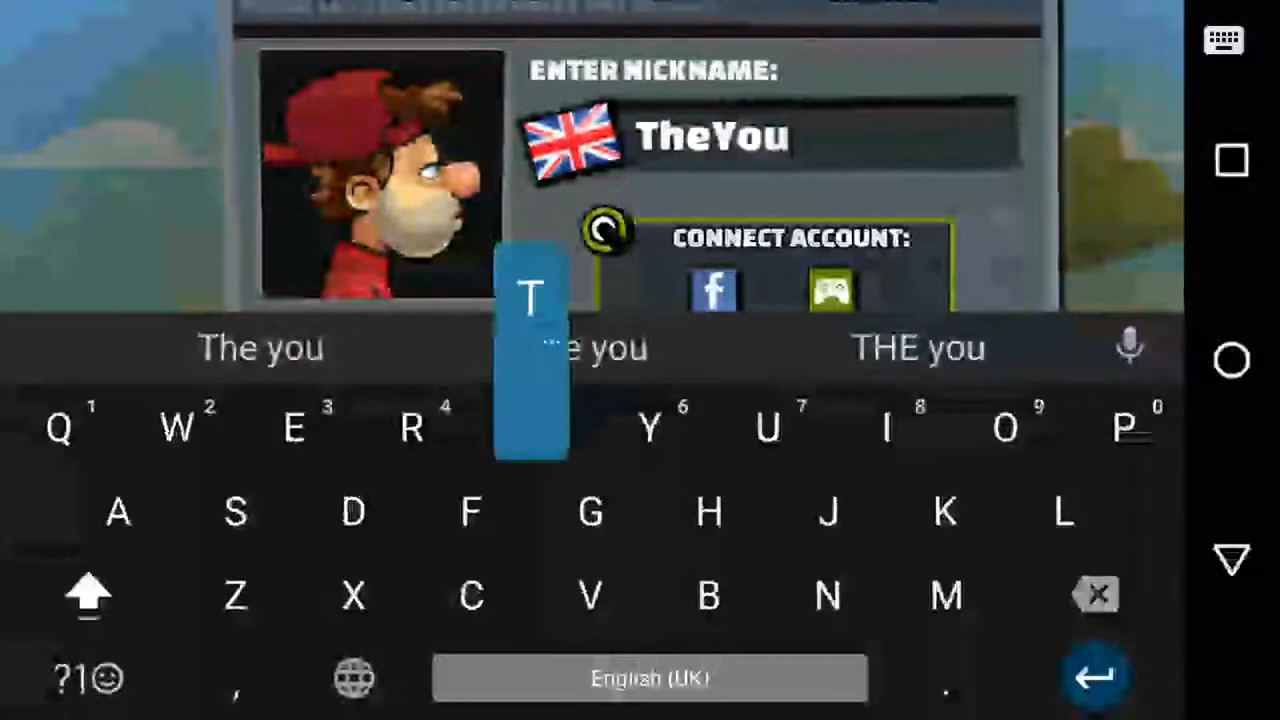 ENTER NICKNAME:
TheYou
CONNECT ACCOUNT:
f
T
The you
e you
THE you
Q 1 W 2 E 3 R 4 Y 6 U 7 I 8 O 9 P 0
A S D F G H J K L
Z X C V B N M
?1☺ , English (UK) .